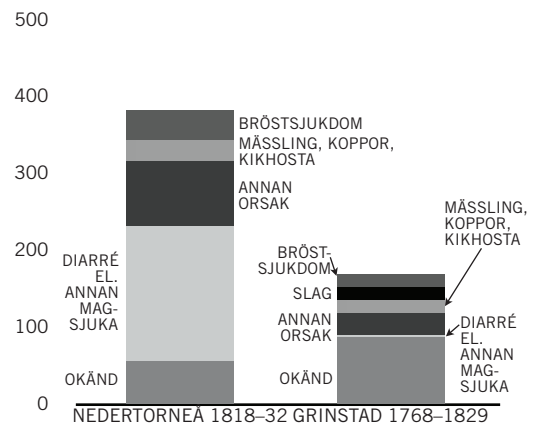 500
400
300
200
100
0
BRÖSTSJUKDOM
MÄSSLING, KOPPOR,
KIKHOSTA
ANNAN
ORSAK
DIARRÉ
EL.
ANNAN
MAG-
SJUKA
OKÄND
BRÖST-
SJUKDOM
SLAG
ANNAN
ORSAK
OKÄND
MÄSSLING,
KOPPOR,
KIKHOSTA
DIARRÉ
EL.
ANNAN
MAG-
SJUKA
NEDERTORNEÅ 1818–32 GRINSTAD 1768–1829